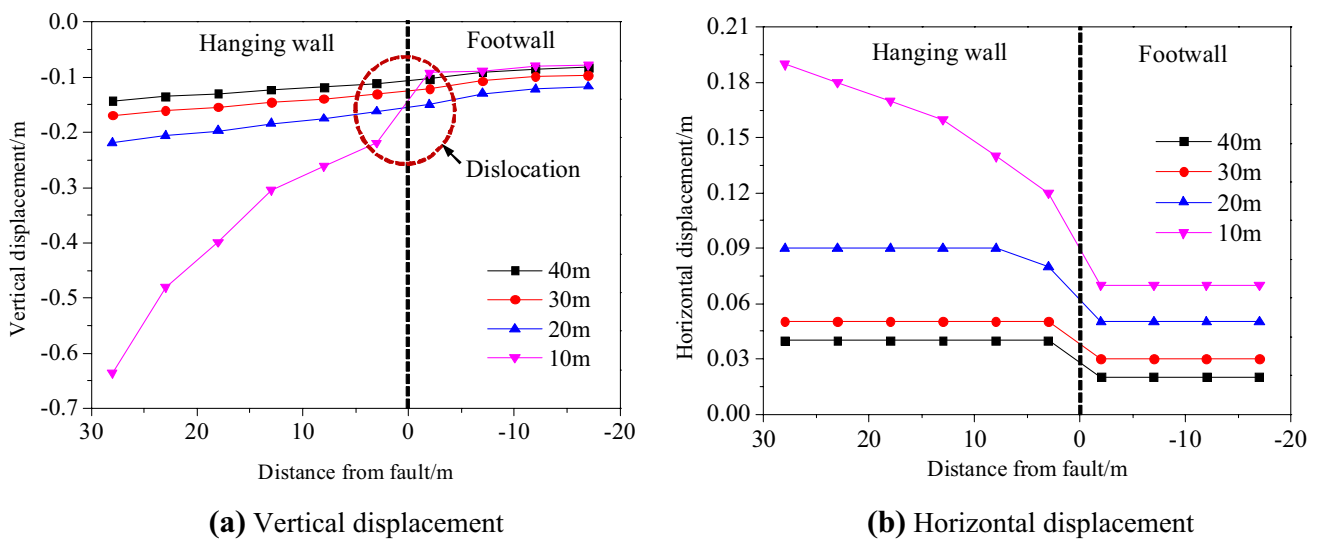 0.0
-0.1
-0.2
-0.3
-0.4
-0.5
-0.6
-0.7
Vertical displacement/m
Hanging wall
Footwall
Dislocation
40m
30m
20m
10m
30 20 10 0 -10 -20
Distance from fault/m
(a) Vertical displacement
0.21
0.18
0.15
0.12
0.09
0.06
0.03
0.00
Horizontal displacement/m
Hanging wall
Footwall
40m
30m
20m
10m
30 20 10 0 -10 -20
Distance from fault/m
(b) Horizontal displacement